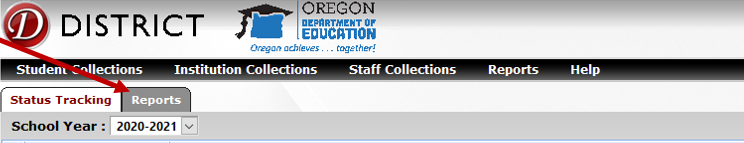 D DISTRICT
OREGON
DEPARTMENT OF
EDUCATION
Oregon achieves . . . together!
Student Collections Institution Collections Staff Collections Reports Help
Status Tracking Reports
School Year : 2020-2021